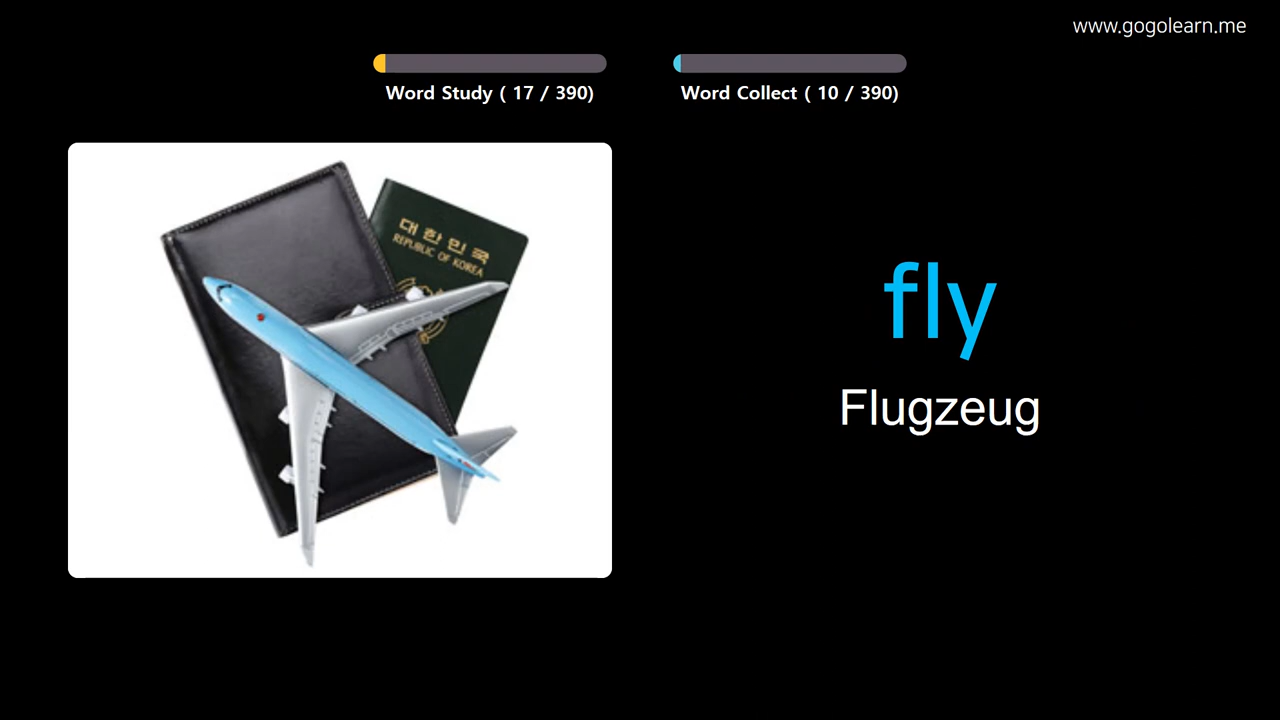 www.gogolearn.me
Word Study ( 17 / 390)
Word Collect ( 10 / 390)
대한민국
REPUBLIC OF KOREA
fly
Flugzeug